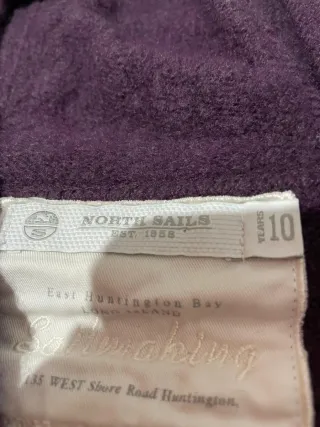 NORTH SAILS
EST. 1958
YEARS 10
East Huntington Bay
LONG ISLAND
Sailmaking
135 WEST Shore Road Huntington.